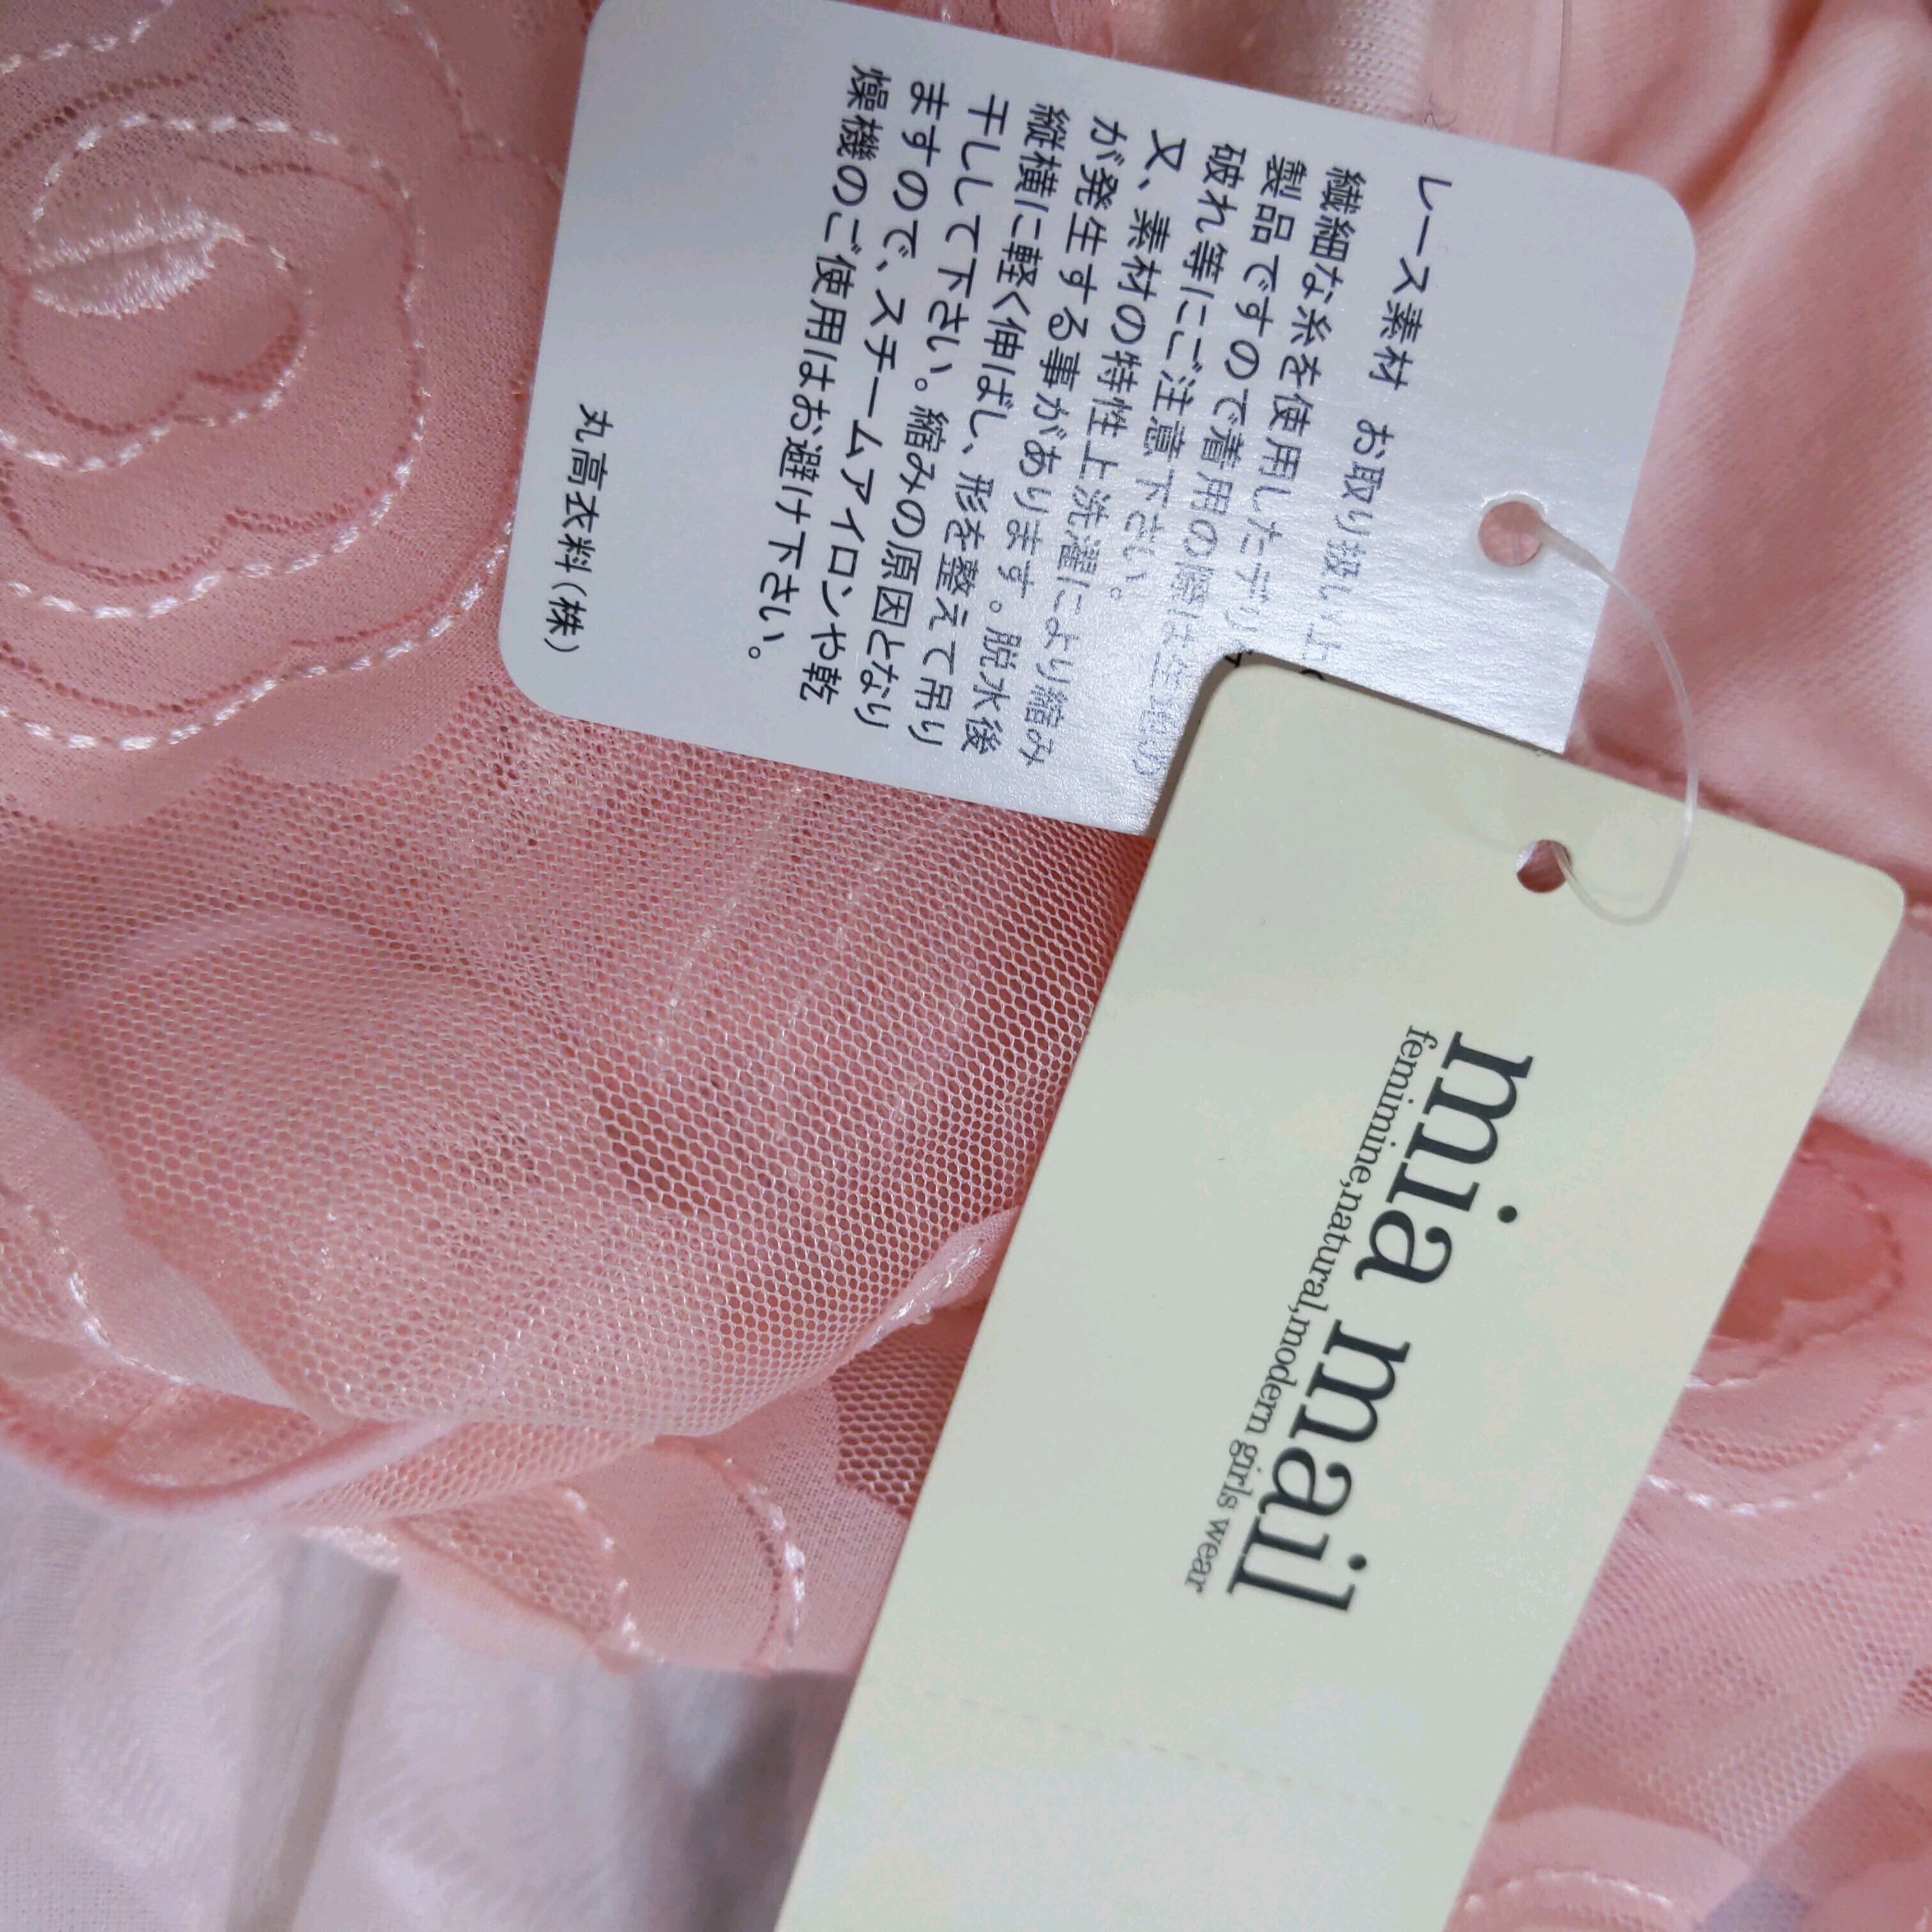 レース素材 お取り扱い上
繊細な糸を使用したデリ
製品ですので着用の際は生地の
破れ等にご注意下さい。
又、素材の特性上洗濯により縮み
が発生する事があります。脱水後
縦横に軽く伸ばし、形を整えて吊り
干しして下さい。縮みの原因となり
ますので、スチームアイロンや乾
燥機のご使用はお避け下さい。
丸高衣料(株)
mia mail
femimine,natural,modern girls wear